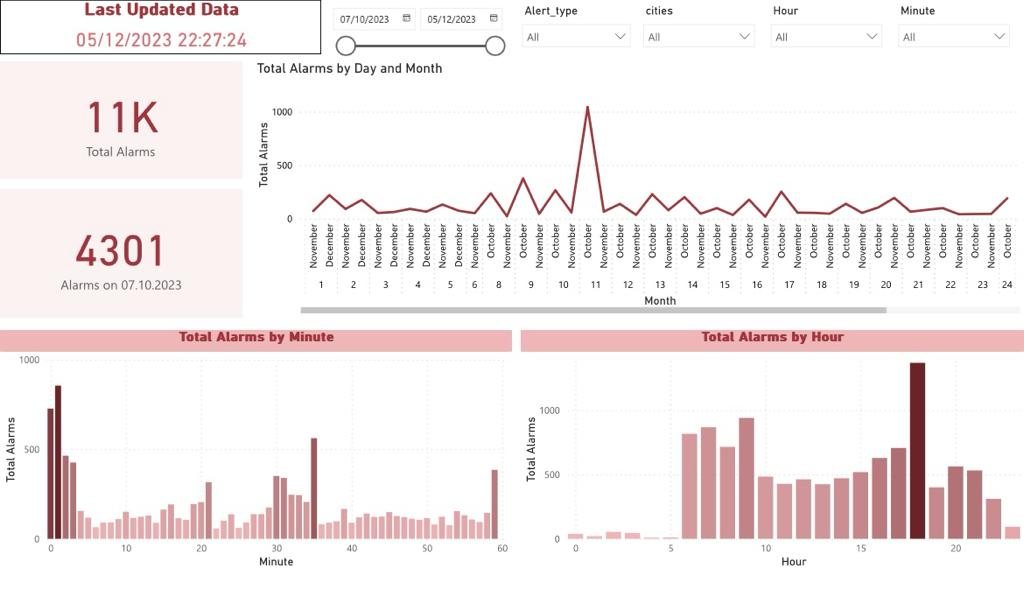 Last Updated Data
05/12/2023 22:27:24
07/10/2023
05/12/2023
Alert_type
All
cities
All
Hour
All
Minute
All
11K
Total Alarms
4301
Alarms on 07.10.2023
Total Alarms by Day and Month
Total Alarms
1000
500
0
November
December
November
December
November
December
November
December
November
December
November
October
November
October
November
October
November
October
November
October
November
October
November
October
November
October
November
October
November
October
November
October
November
October
November
October
November
October
November
October
November
October
November
October
1 2 3 4 5 6 8 9 10 11 12 13 14 15 16 17 18 19 20 21 22 23 24
Month
Total Alarms by Minute
Total Alarms
1000
500
0
0 10 20 30 40 50 60
Minute
Total Alarms by Hour
Total Alarms
1000
500
0
0 5 10 15 20
Hour